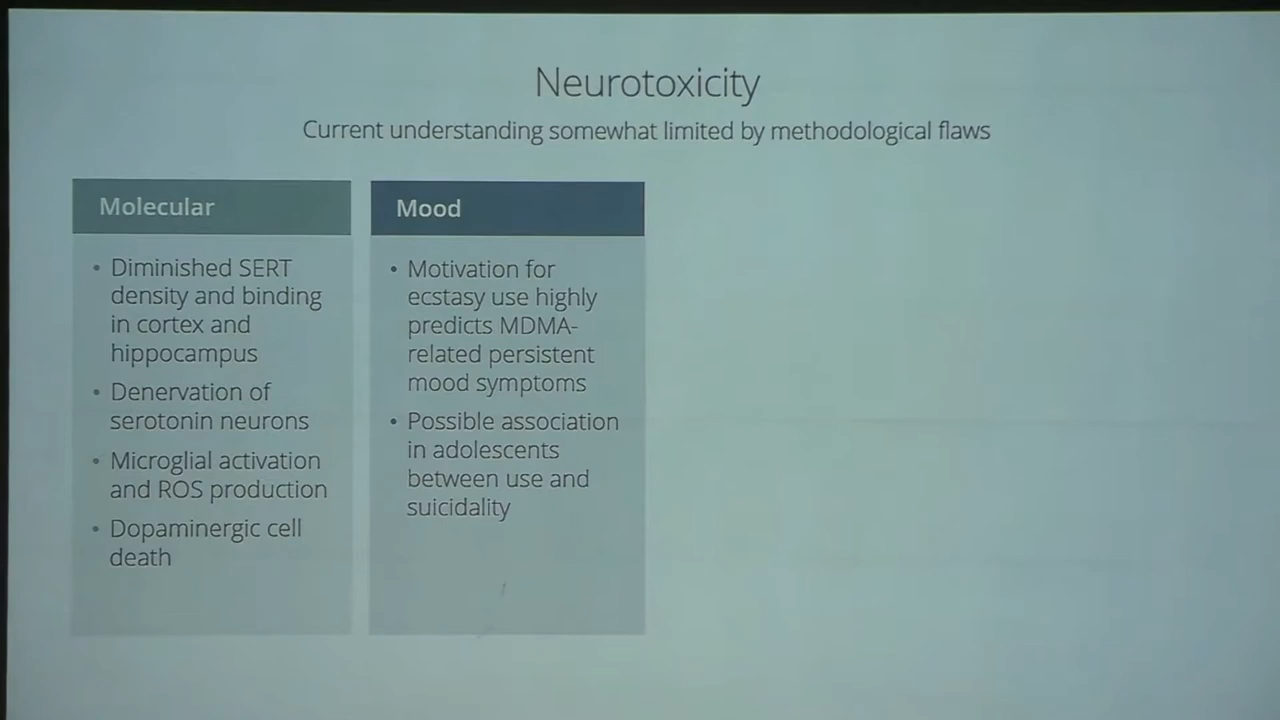 Neurotoxicity
Current understanding somewhat limited by methodological flaws
Molecular
• Diminished SERT
density and binding
in cortex and
hippocampus
• Denervation of
serotonin neurons
• Microglial activation
and ROS production
• Dopaminergic cell
death
Mood
• Motivation for
ecstasy use highly
predicts MDMA-
related persistent
mood symptoms
• Possible association
in adolescents
between use and
suicidality